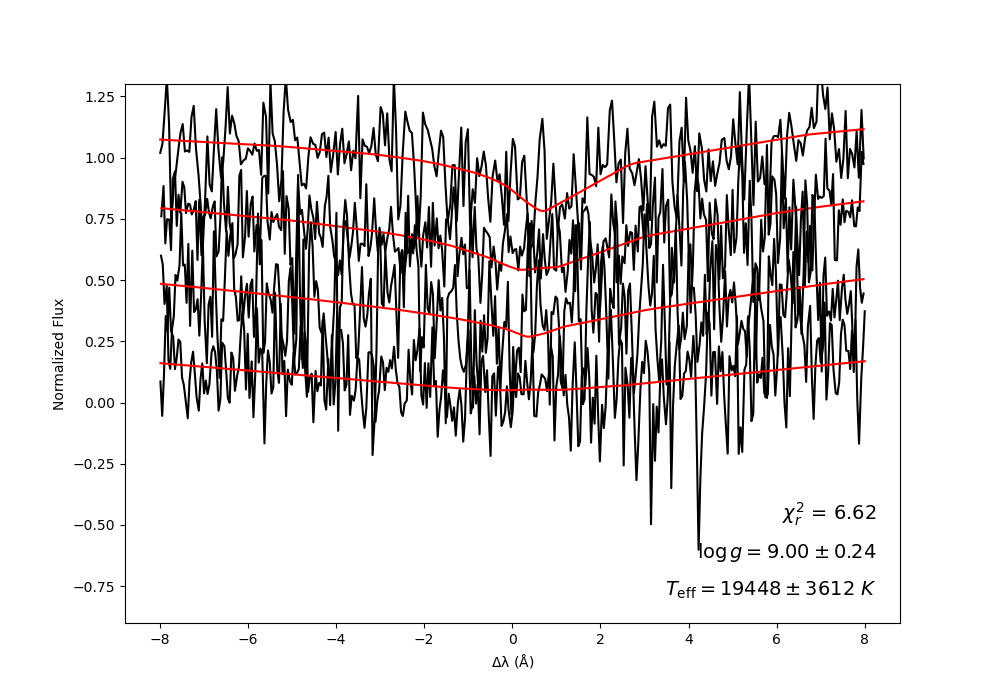 1.25
1.00
0.75
0.50
0.25
0.00
−0.25
−0.50
−0.75
Normalized Flux
χ²ᵣ = 6.62
log g = 9.00 ± 0.24
T_eff = 19448 ± 3612 K
−8 −6 −4 −2 0 2 4 6 8
Δλ (Å)